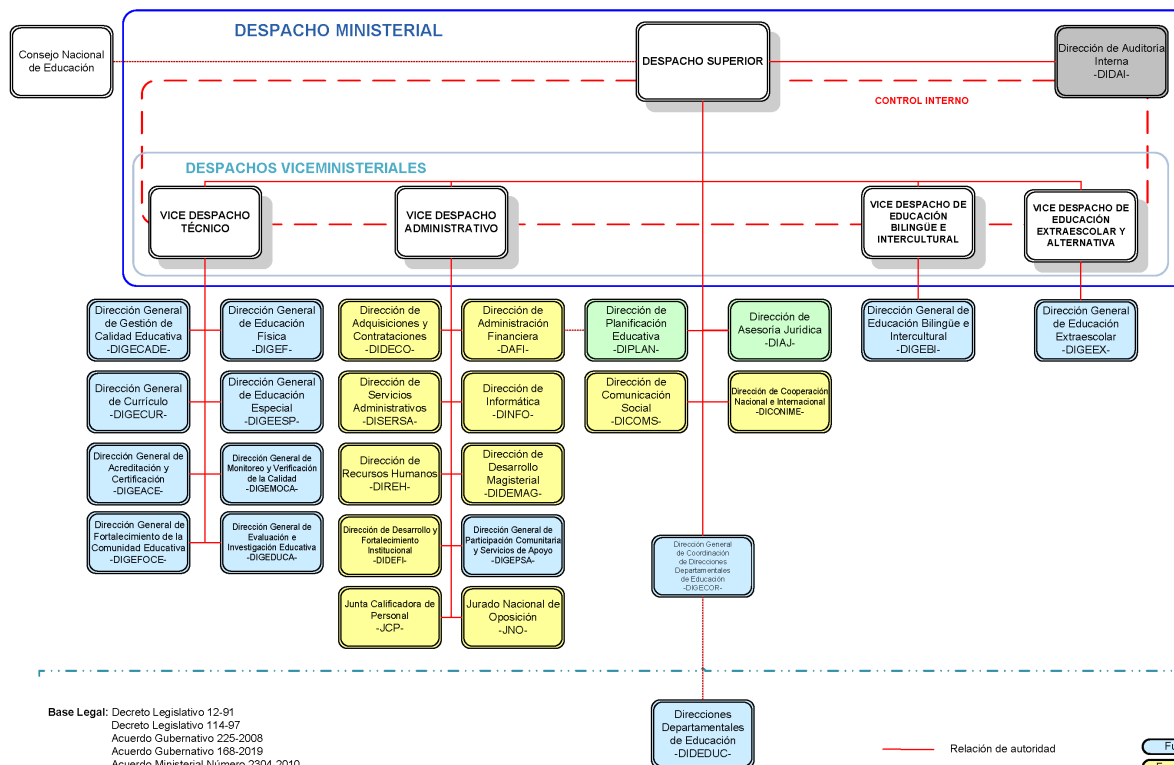 DESPACHO MINISTERIAL
Consejo Nacional
de Educación
DESPACHO SUPERIOR
Dirección de Auditoría
Interna
-DIDAI-
CONTROL INTERNO
DESPACHOS VICEMINISTERIALES
VICE DESPACHO
TÉCNICO
VICE DESPACHO
ADMINISTRATIVO
VICE DESPACHO DE
EDUCACIÓN
BILINGÜE E
INTERCULTURAL
VICE DESPACHO DE
EDUCACIÓN
EXTRAESCOLAR Y
ALTERNATIVA
Dirección General
de Gestión de
Calidad Educativa
-DIGECADE-
Dirección General
de Educación
Física
-DIGEF-
Dirección de
Adquisiciones y
Contrataciones
-DIDECO-
Dirección de
Administración
Financiera
-DAFI-
Dirección de
Planificación
Educativa
-DIPLAN-
Dirección de
Asesoría Jurídica
-DIAJ-
Dirección General de
Educación Bilingüe e
Intercultural
-DIGEBI-
Dirección General
de Educación
Extraescolar
-DIGEEX-
Dirección General
de Currículo
-DIGECUR-
Dirección General
de Educación
Especial
-DIGEESP-
Dirección de
Servicios
Administrativos
-DISERSA-
Dirección de
Informática
-DINFO-
Dirección de
Comunicación
Social
-DICOMS-
Dirección de Cooperación
Nacional e Internacional
-DICONIME-
Dirección General de
Acreditación y
Certificación
-DIGEACE-
Dirección General de
Monitoreo y Verificación
de la Calidad
-DIGEMOCA-
Dirección de
Recursos Humanos
-DIREH-
Dirección de
Desarrollo
Magisterial
-DIDEMAG-
Dirección General de
Fortalecimiento de la
Comunidad Educativa
-DIGEFOCE-
Dirección General de
Evaluación e
Investigación Educativa
-DIGEDUCA-
Dirección de Desarrollo y
Fortalecimiento
Institucional
-DIDEFI-
Dirección General de
Participación Comunitaria
y Servicios de Apoyo
-DIGEPSA-
Dirección General
de Coordinación
de Direcciones
Departamentales
de Educación
-DIGECOR-
Junta Calificadora de
Personal
-JCP-
Jurado Nacional de
Oposición
-JNO-
Direcciones
Departamentales
de Educación
-DIDEDUC-
Base Legal: Decreto Legislativo 12-91
Decreto Legislativo 114-97
Acuerdo Gubernativo 225-2008
Acuerdo Gubernativo 168-2019
Acuerdo Ministerial Número 2304-2010
Relación de autoridad